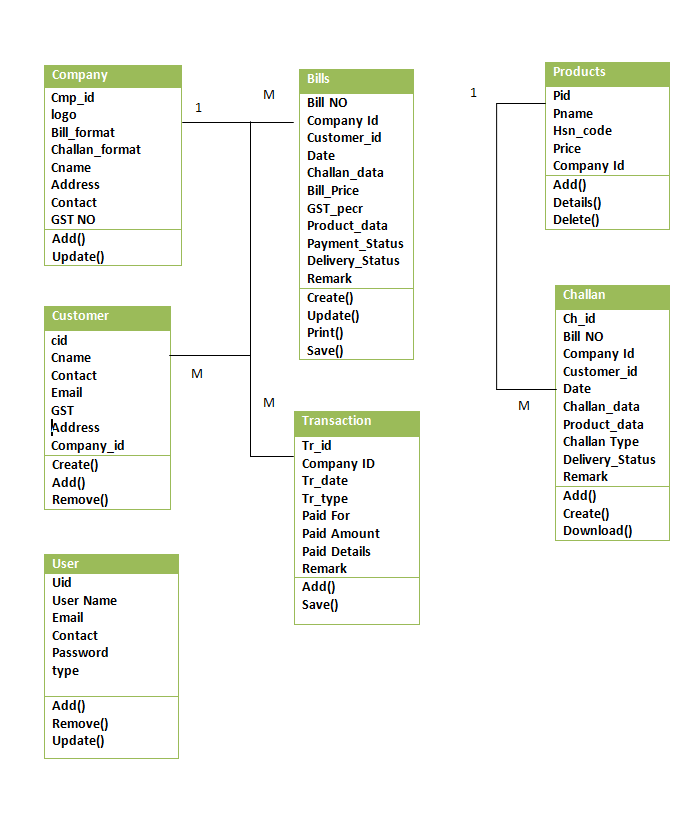 Company
Cmp_id
logo
Bill_format
Challan_format
Cname
Address
Contact
GST NO
Add()
Update()
1
M
Bills
Bill NO
Company Id
Customer_id
Date
Challan_data
Bill_Price
GST_pecr
Product_data
Payment_Status
Delivery_Status
Remark
Create()
Update()
Print()
Save()
1
Products
Pid
Pname
Hsn_code
Price
Company Id
Add()
Details()
Delete()
Customer
cid
Cname
Contact
Email
GST
Address
Company_id
Create()
Add()
Remove()
M
M
Transaction
Tr_id
Company ID
Tr_date
Tr_type
Paid For
Paid Amount
Paid Details
Remark
Add()
Save()
M
Challan
Ch_id
Bill NO
Company Id
Customer_id
Date
Challan_data
Product_data
Challan Type
Delivery_Status
Remark
Add()
Create()
Download()
User
Uid
User Name
Email
Contact
Password
type
Add()
Remove()
Update()